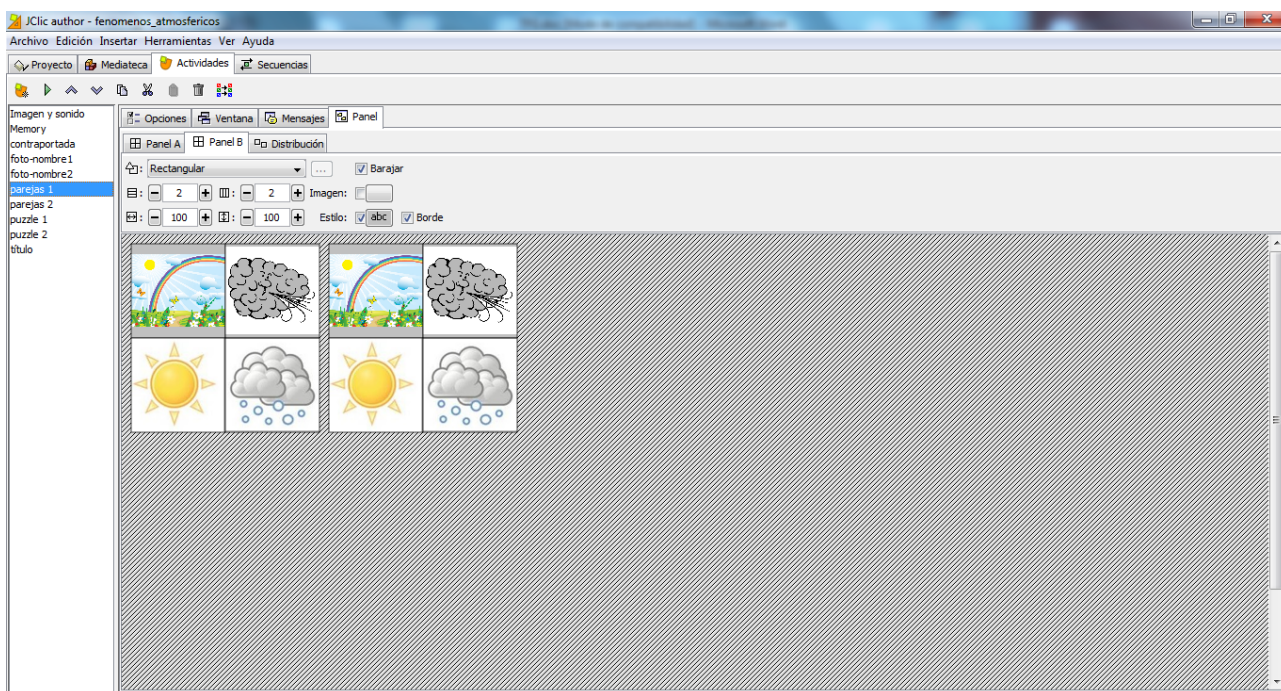 JClic author - fenomenos_atmosfericos
Archivo Edición Insertar Herramientas Ver Ayuda
Proyecto Mediateca Actividades Secuencias
Imagen y sonido
Memory
contraportada
foto-nombre1
foto-nombre2
parejas 1
parejas 2
puzzle 1
puzzle 2
título
Opciones Ventana Mensajes Panel
Panel A Panel B Distribución
Rectangular ... Barajar
: 2 : 2 Imagen:
: 100 : 100 Estilo: abc Borde